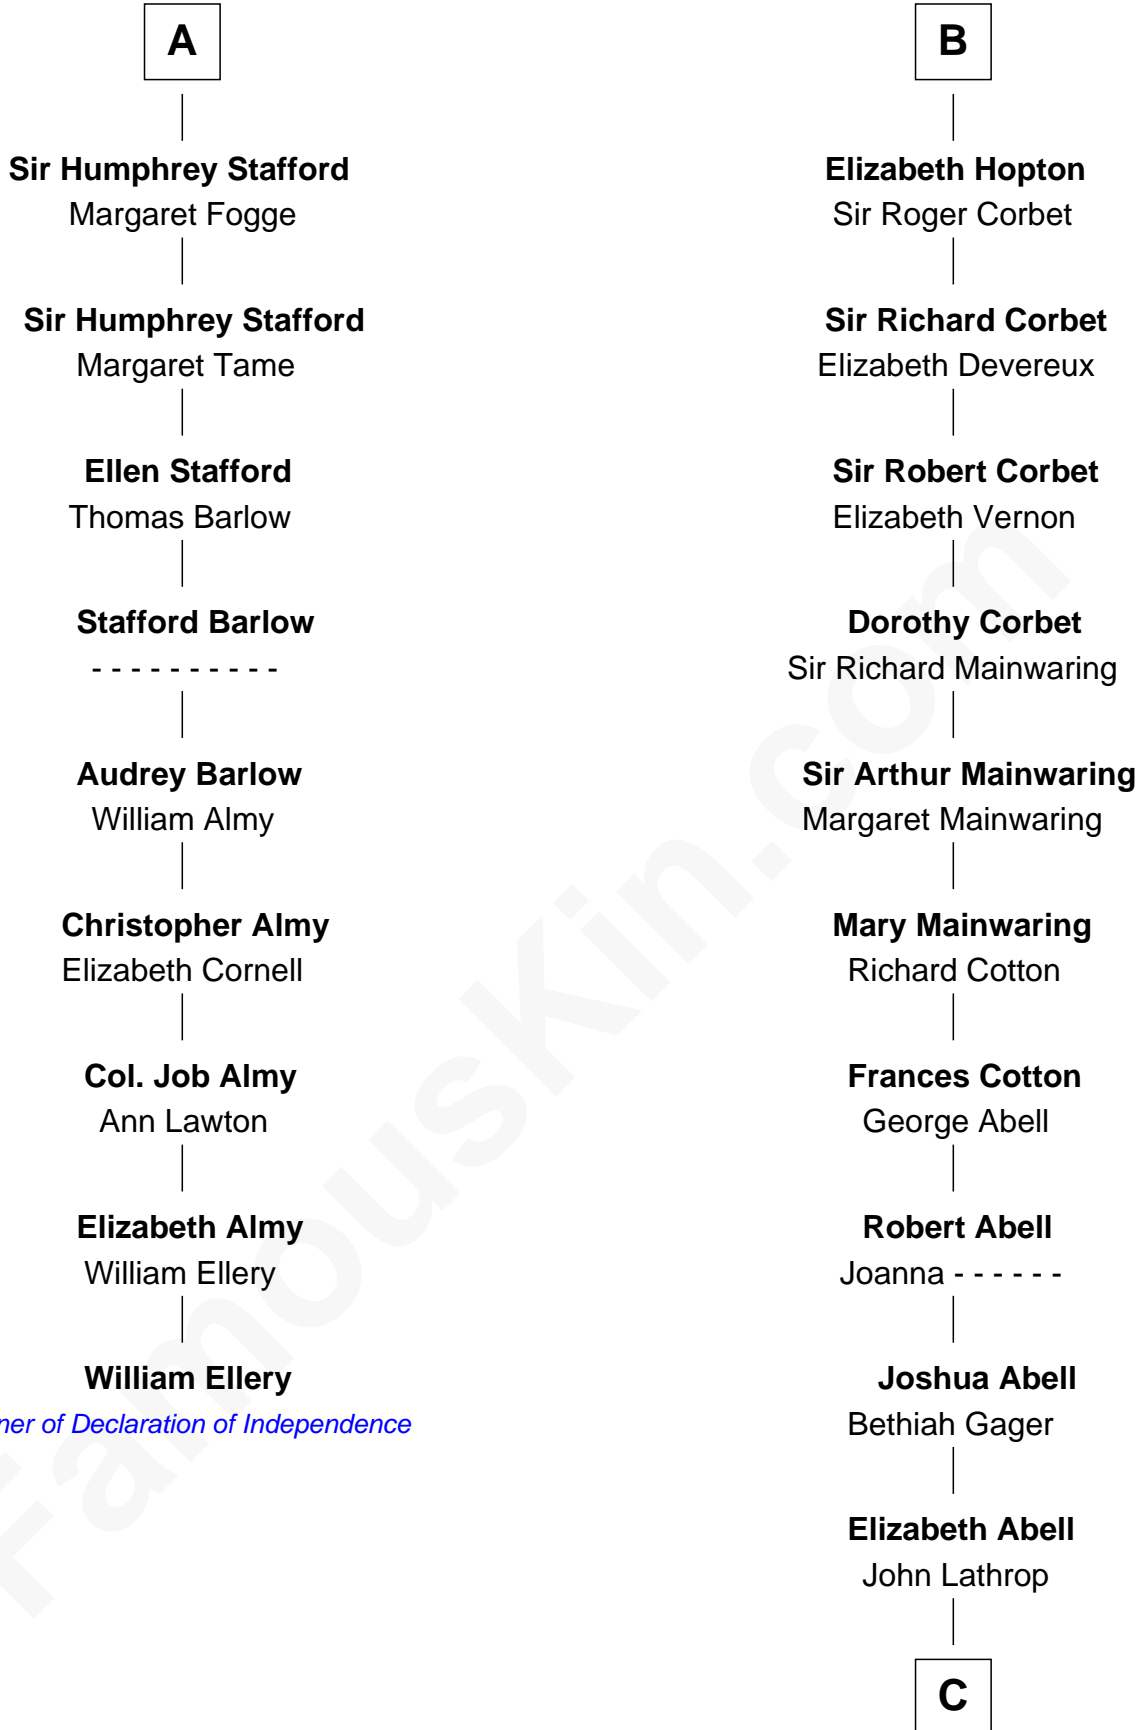 A
Sir Humphrey Stafford
Margaret Fogge
Sir Humphrey Stafford
Margaret Tame
Ellen Stafford
Thomas Barlow
Stafford Barlow
- - - - - - - - - -
Audrey Barlow
William Almy
Christopher Almy
Elizabeth Cornell
Col. Job Almy
Ann Lawton
Elizabeth Almy
William Ellery
William Ellery
of Declaration of Independence
B
Elizabeth Hopton
Sir Roger Corbet
Sir Richard Corbet
Elizabeth Devereux
Sir Robert Corbet
Elizabeth Vernon
Dorothy Corbet
Sir Richard Mainwaring
Sir Arthur Mainwaring
Margaret Mainwaring
Mary Mainwaring
Richard Cotton
Frances Cotton
George Abell
Robert Abell
Joanna - - - - - -
Joshua Abell
Bethiah Gager
Elizabeth Abell
John Lathrop
C
FamousKin.com